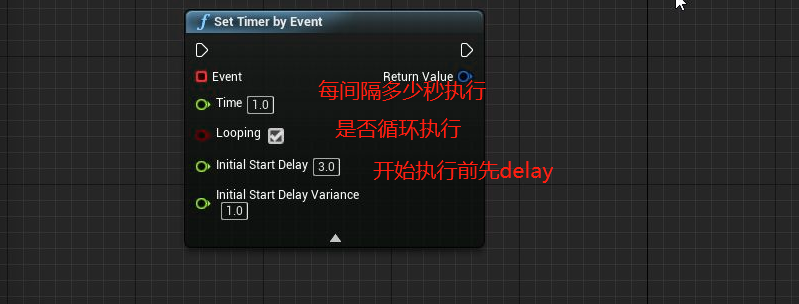 Set Timer by Event
Event
Return Value
每间隔多少秒执行
Time 1.0
是否循环执行
Looping
Initial Start Delay 3.0
开始执行前先delay
Initial Start Delay Variance
1.0